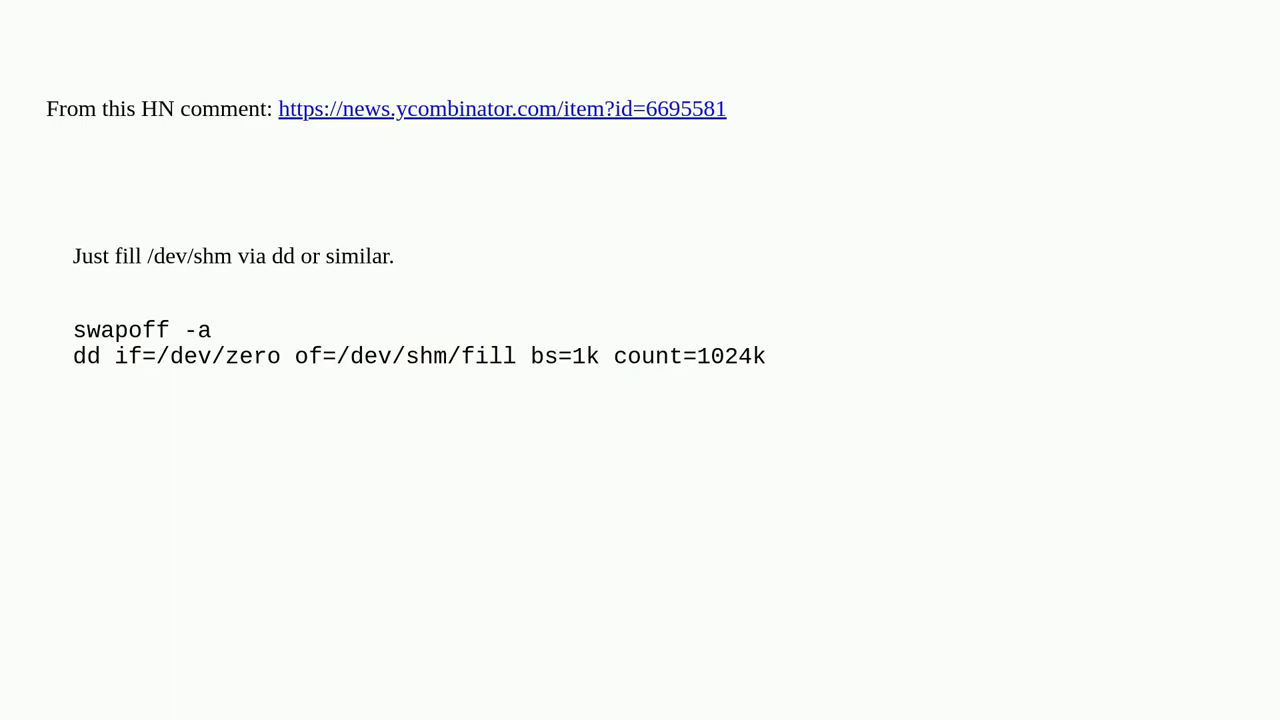 From this HN comment: https://news.ycombinator.com/item?id=6695581
Just fill /dev/shm via dd or similar.
swapoff -a
dd if=/dev/zero of=/dev/shm/fill bs=1k count=1024k